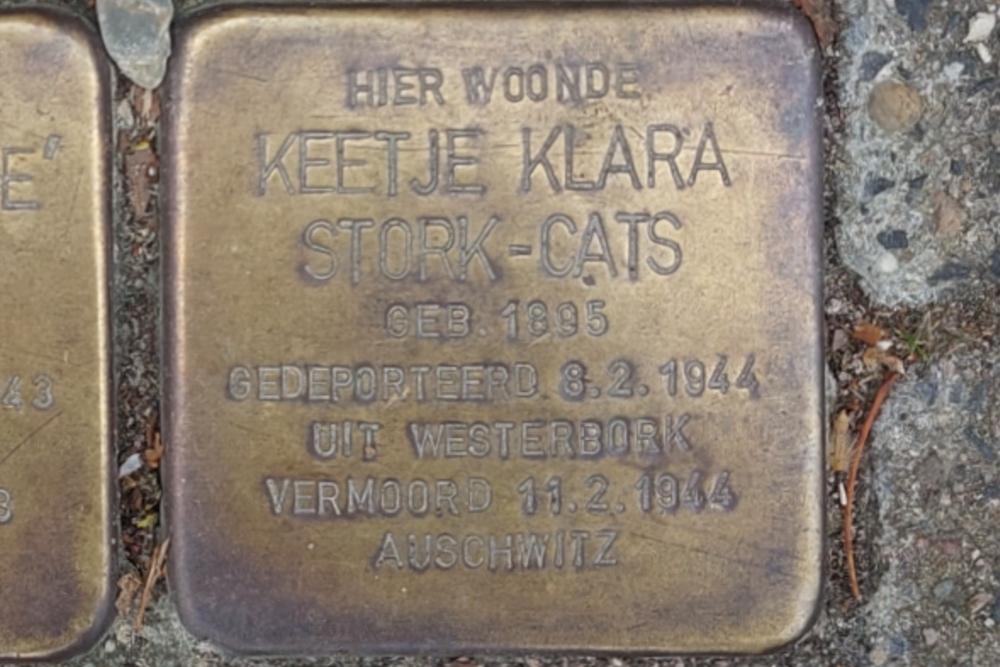 HIER WOONDE
KEETJE KLARA
STORK-CATS
GEB. 1895
GEDEPORTEERD 8.2.1944
UIT WESTERBORK
VERMOORD 11.2.1944
AUSCHWITZ